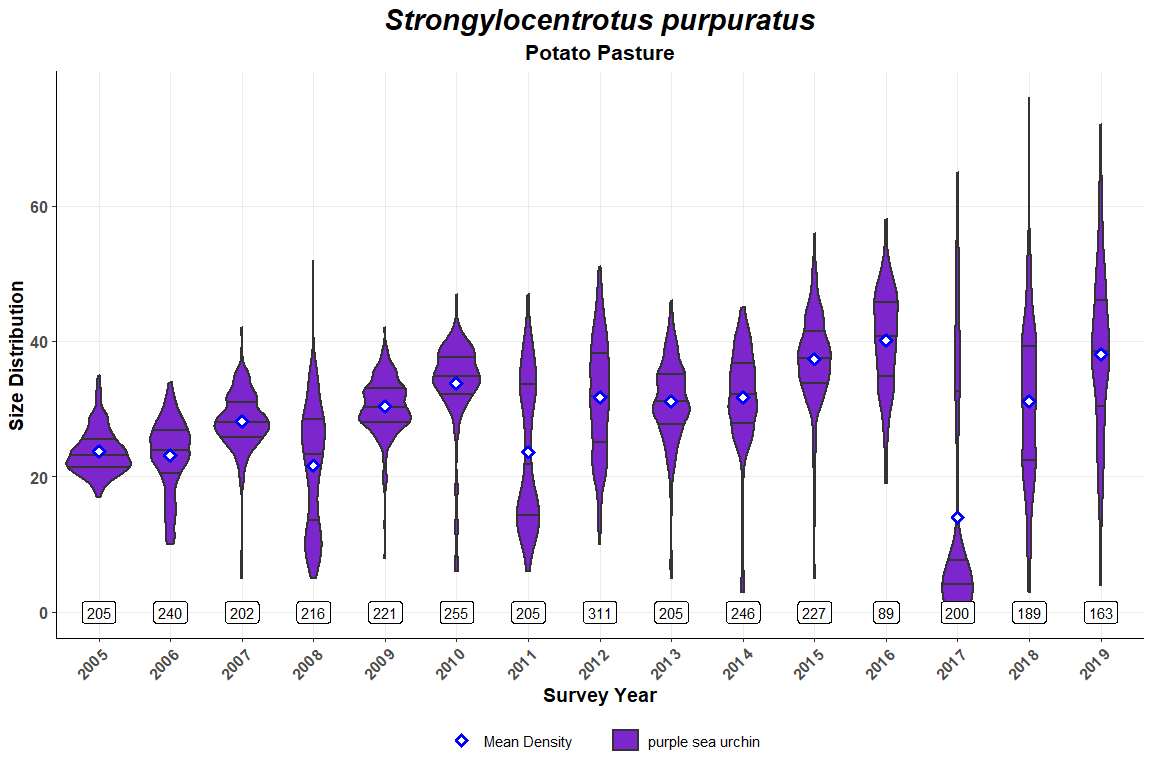 Strongylocentrotus purpuratus
Potato Pasture
Size Distribution
60
40
20
0
205 240 202 216 221 255 205 311 205 246 227 89 200 189 163
2005 2006 2007 2008 2009 2010 2011 2012 2013 2014 2015 2016 2017 2018 2019
Survey Year
Mean Density purple sea urchin